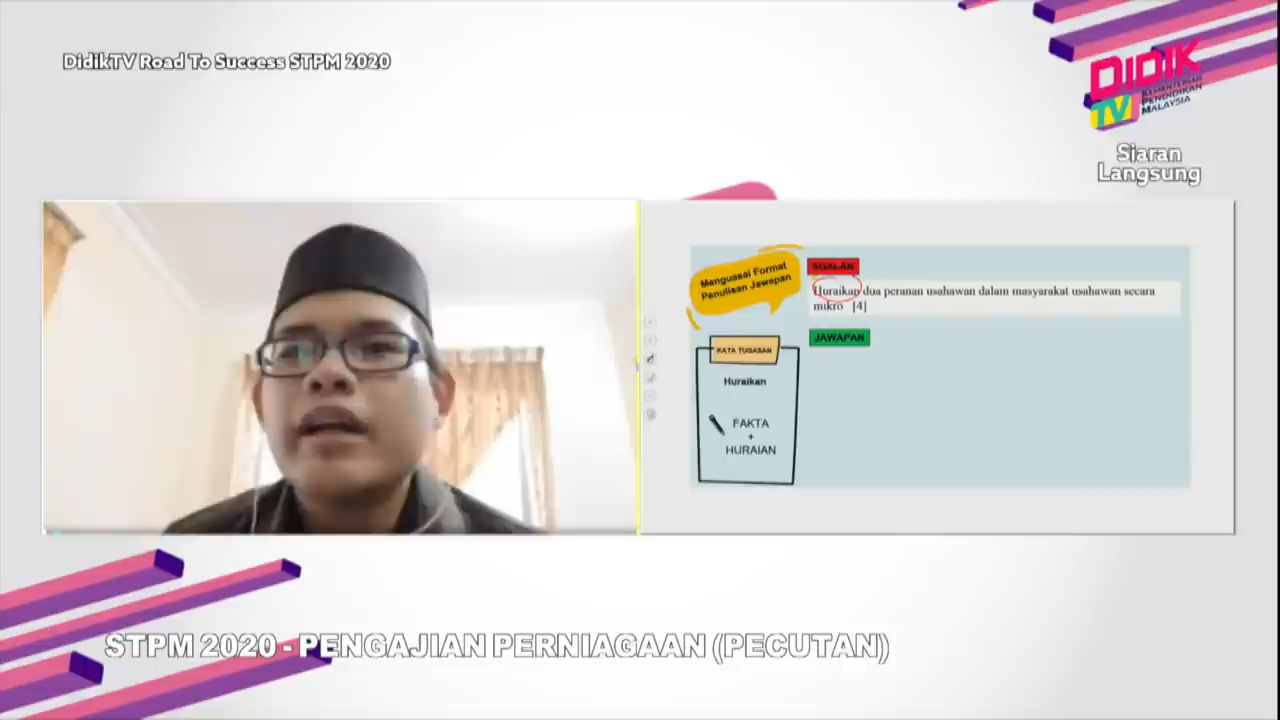 DidikTV Road To Success STPM 2020
DIDIK
TV
KEMENTERIAN
PENDIDIKAN
MALAYSIA
Siaran
Langsung
Menguasai Format
Penulisan Jawapan
SOALAN
Huraikan dua peranan usahawan dalam masyarakat usahawan secara
mikro [4]
JAWAPAN
KATA TUGASAN
Huraikan
FAKTA
+
HURAIAN
STPM 2020 - PENGAJIAN PERNIAGAAN (PECUTAN)